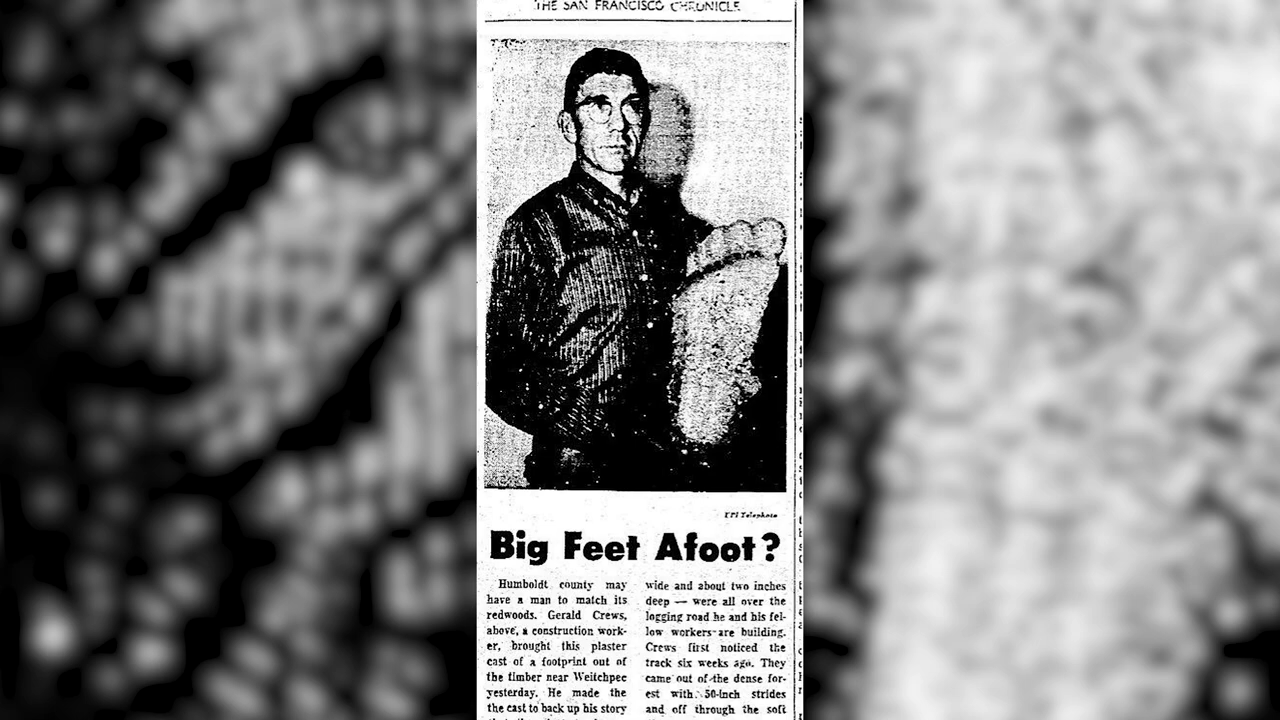 THE SAN FRANCISCO CHRONICLE
UPI Telephoto
Big Feet Afoot?
Humboldt county may
have a man to match its
redwoods. Gerald Crews,
above, a construction work-
er, brought this plaster
cast of a footprint out of
the timber near Weitchpec
yesterday. He made the
the cast to back up his story
wide and about two inches
deep — were all over the
logging road he and his fel-
low workers are building.
Crews first noticed the
track six weeks ago. They
came out of the dense for-
est with 50-inch strides
and off through the soft